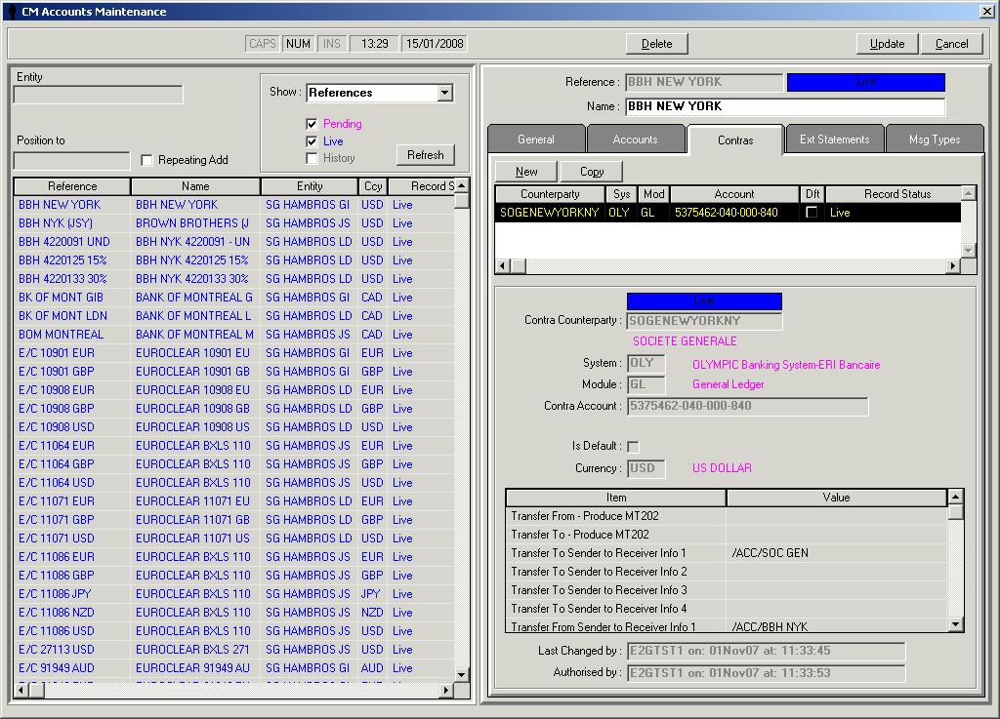 CM Accounts Maintenance
CAPS NUM INS 13:29 15/01/2008 Delete Update Cancel
Entity
Show : References
Pending
Live
History
Position to
Repeating Add
Refresh
Reference Name Entity Ccy Record S
BBH NEW YORK BBH NEW YORK SG HAMBROS GI USD Live
BBH NYK (JSY) BROWN BROTHERS (J SG HAMBROS JS USD Live
BBH 4220091 UND BBH NYK 4220091 - UN SG HAMBROS LD USD Live
BBH 4220125 15% BBH NYK 4220125 15% SG HAMBROS LD USD Live
BBH 4220133 30% BBH NYK 4220133 30% SG HAMBROS LD USD Live
BK OF MONT GIB BANK OF MONTREAL G SG HAMBROS GI CAD Live
BK OF MONT LDN BANK OF MONTREAL L SG HAMBROS LD CAD Live
BOM MONTREAL BANK OF MONTREAL M SG HAMBROS JS CAD Live
E/C 10901 EUR EUROCLEAR 10901 EU SG HAMBROS GI EUR Live
E/C 10901 GBP EUROCLEAR 10901 GB SG HAMBROS GI GBP Live
E/C 10908 EUR EUROCLEAR 10908 EU SG HAMBROS LD EUR Live
E/C 10908 GBP EUROCLEAR 10908 GB SG HAMBROS LD GBP Live
E/C 10908 USD EUROCLEAR 10908 US SG HAMBROS LD USD Live
E/C 11064 EUR EUROCLEAR BXLS 110 SG HAMBROS JS EUR Live
E/C 11064 GBP EUROCLEAR BXLS 110 SG HAMBROS JS GBP Live
E/C 11064 USD EUROCLEAR BXLS 110 SG HAMBROS JS USD Live
E/C 11071 EUR EUROCLEAR 11071 EU SG HAMBROS LD EUR Live
E/C 11071 GBP EUROCLEAR 11071 GB SG HAMBROS LD GBP Live
E/C 11071 USD EUROCLEAR 11071 US SG HAMBROS LD USD Live
E/C 11086 EUR EUROCLEAR BXLS 110 SG HAMBROS JS EUR Live
E/C 11086 GBP EUROCLEAR BXLS 110 SG HAMBROS JS GBP Live
E/C 11086 JPY EUROCLEAR BXLS 110 SG HAMBROS JS JPY Live
E/C 11086 NZD EUROCLEAR BXLS 110 SG HAMBROS JS NZD Live
E/C 11086 USD EUROCLEAR BXLS 110 SG HAMBROS JS USD Live
E/C 27113 USD EUROCLEAR BXLS 271 SG HAMBROS JS USD Live
E/C 91949 AUD EUROCLEAR 91949 AU SG HAMBROS GI AUD Live
Reference : BBH NEW YORK Live
Name : BBH NEW YORK
General Accounts Contras Ext Statements Msg Types
New Copy
Counterparty Sys Mod Account Dft Record Status
SOGENEWYORKNY OLY GL 5375462-040-000-840 Live
Live
Contra Counterparty : SOGENEWYORKNY
SOCIETE GENERALE
System : OLY OLYMPIC Banking System-ERI Bancaire
Module : GL General Ledger
Contra Account : 5375462-040-000-840
Is Default :
Currency : USD US DOLLAR
Item Value
Transfer From - Produce MT202
Transfer To - Produce MT202
Transfer To Sender to Receiver Info 1 /ACC/SOC GEN
Transfer To Sender to Receiver Info 2
Transfer To Sender to Receiver Info 3
Transfer To Sender to Receiver Info 4
Transfer From Sender to Receiver Info 1 /ACC/BBH NYK
Last Changed by : E2GTST1 on: 01Nov07 at: 11:33:45
Authorised by : E2GTST1 on: 01Nov07 at: 11:33:53